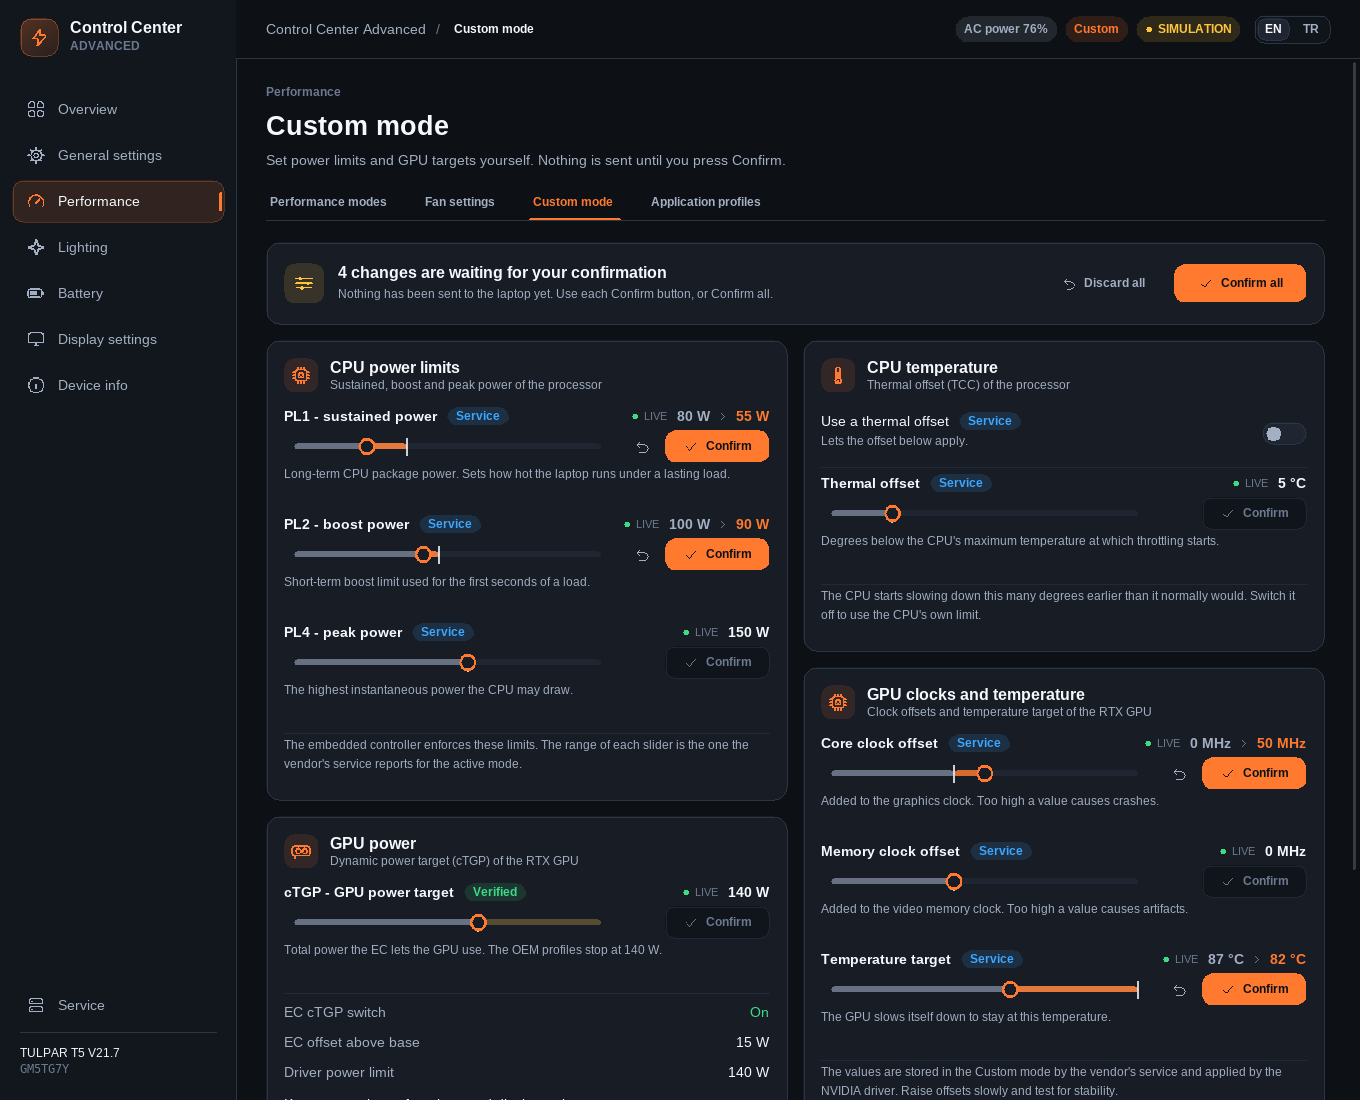 Control Center
ADVANCED
Overview
General settings
Performance
Lighting
Battery
Display settings
Device info
Service
TULPAR T5 V21.7
GM5TG7Y
Control Center Advanced / Custom mode
AC power 76%
Custom
SIMULATION
EN
TR
Performance
Custom mode
Set power limits and GPU targets yourself. Nothing is sent until you press Confirm.
Performance modes
Fan settings
Custom mode
Application profiles
4 changes are waiting for your confirmation
Nothing has been sent to the laptop yet. Use each Confirm button, or Confirm all.
Discard all
Confirm all
CPU power limits
Sustained, boost and peak power of the processor
PL1 - sustained power Service LIVE 80 W > 55 W
Confirm
Long-term CPU package power. Sets how hot the laptop runs under a lasting load.
PL2 - boost power Service LIVE 100 W > 90 W
Confirm
Short-term boost limit used for the first seconds of a load.
PL4 - peak power Service LIVE 150 W
Confirm
The highest instantaneous power the CPU may draw.
The embedded controller enforces these limits. The range of each slider is the one the
vendor's service reports for the active mode.
GPU power
Dynamic power target (cTGP) of the RTX GPU
cTGP - GPU power target Verified LIVE 140 W
Confirm
Total power the EC lets the GPU use. The OEM profiles stop at 140 W.
EC cTGP switch On
EC offset above base 15 W
Driver power limit 140 W
CPU temperature
Thermal offset (TCC) of the processor
Use a thermal offset Service
Lets the offset below apply.
Thermal offset Service LIVE 5 °C
Confirm
Degrees below the CPU's maximum temperature at which throttling starts.
The CPU starts slowing down this many degrees earlier than it normally would. Switch it
off to use the CPU's own limit.
GPU clocks and temperature
Clock offsets and temperature target of the RTX GPU
Core clock offset Service LIVE 0 MHz > 50 MHz
Confirm
Added to the graphics clock. Too high a value causes crashes.
Memory clock offset Service LIVE 0 MHz
Confirm
Added to the video memory clock. Too high a value causes artifacts.
Temperature target Service LIVE 87 °C > 82 °C
Confirm
The GPU slows itself down to stay at this temperature.
The values are stored in the Custom mode by the vendor's service and applied by the
NVIDIA driver. Raise offsets slowly and test for stability.